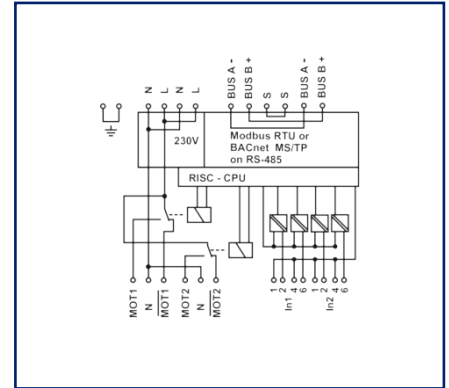 N
L
N
L
BUS A -
BUS B +
S
S
BUS A -
BUS B +
230V
Modbus RTU or
BACnet MS/TP
on RS-485
RISC - CPU
MOT1
N
MOT1
MOT2
N
MOT2
1
2
In1
4
6
1
2
In2
4
6